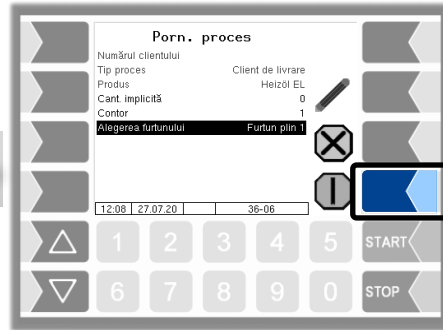 Porn. proces
Numărul clientului
Tip proces Client de livrare
Produs Heizöl EL
Cant. implicită 0
Contor 1
Alegerea furtunului Furtun plin 1
12:08 27.07.20 36-06
1 2 3 4 5 START
6 7 8 9 0 STOP